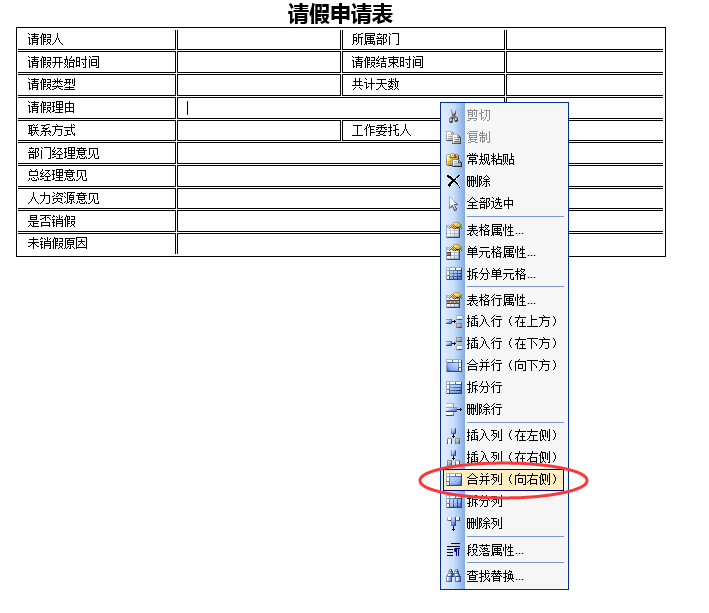 请假申请表
请假人 所属部门
请假开始时间 请假结束时间
请假类型 共计天数
请假理由
联系方式 工作委托人
部门经理意见
总经理意见
人力资源意见
是否销假
未销假原因
剪切
复制
常规粘贴
删除
全部选中
表格属性...
单元格属性...
拆分单元格...
表格行属性...
插入行（在上方）
插入行（在下方）
合并行（向下方）
拆分行
删除行
插入列（在左侧）
插入列（在右侧）
合并列（向右侧）
拆分列
删除列
段落属性...
查找替换...